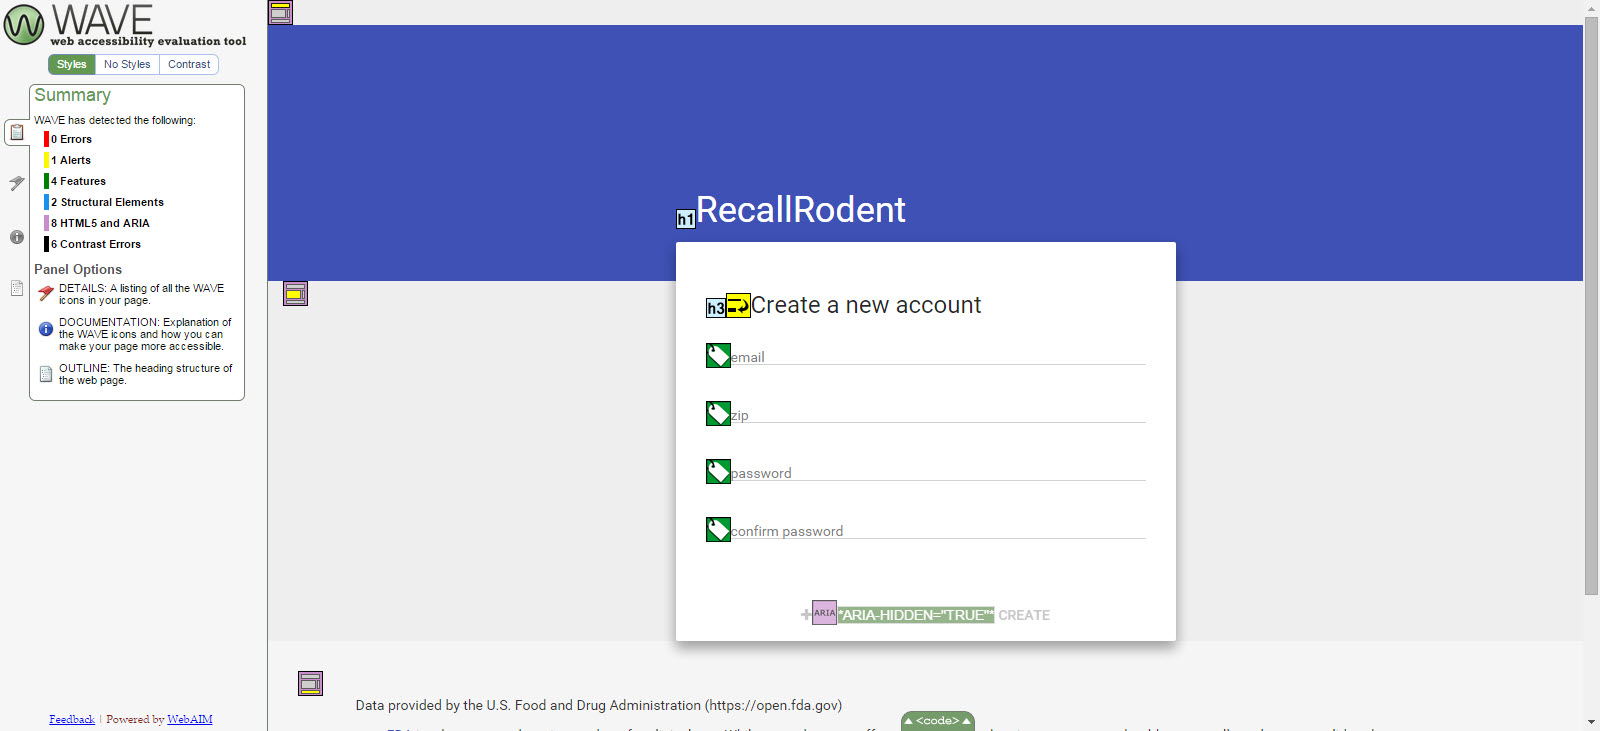 WAVE
web accessibility evaluation tool
Styles
No Styles
Contrast
Summary
WAVE has detected the following:
0 Errors
1 Alerts
4 Features
2 Structural Elements
8 HTML5 and ARIA
6 Contrast Errors
Panel Options
DETAILS: A listing of all the WAVE
icons in your page.
DOCUMENTATION: Explanation of
the WAVE icons and how you can
make your page more accessible.
OUTLINE: The heading structure of
the web page.
Feedback | Powered by WebAIM
h1 RecallRodent
h3 Create a new account
email
zip
password
confirm password
+ ARIA *ARIA-HIDDEN="TRUE"* CREATE
Data provided by the U.S. Food and Drug Administration (https://open.fda.gov)
<code>